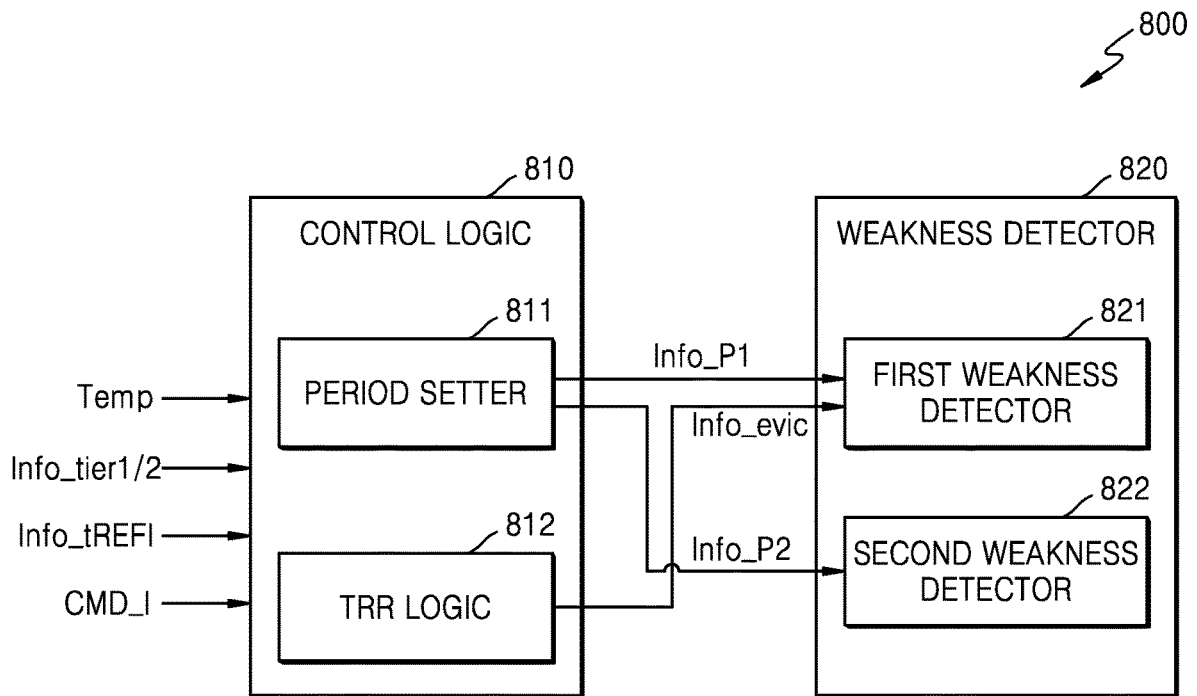 800
810
820
CONTROL LOGIC
WEAKNESS DETECTOR
811
821
PERIOD SETTER
Info_P1
FIRST WEAKNESS
DETECTOR
Temp
Info_evic
Info_tier1/2
812
822
Info_tREFI
TRR LOGIC
Info_P2
SECOND WEAKNESS
DETECTOR
CMD_I